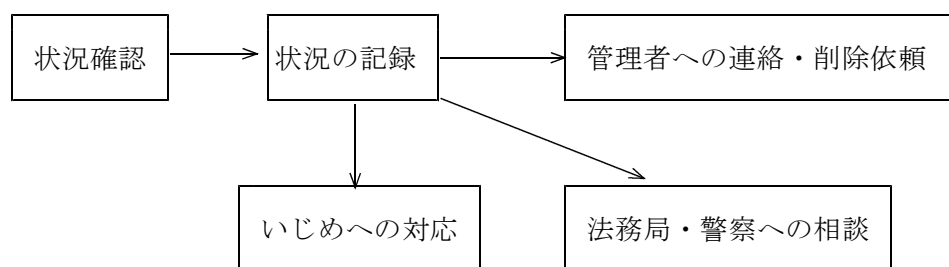 状況確認
状況の記録
管理者への連絡・削除依頼
いじめへの対応
法務局・警察への相談